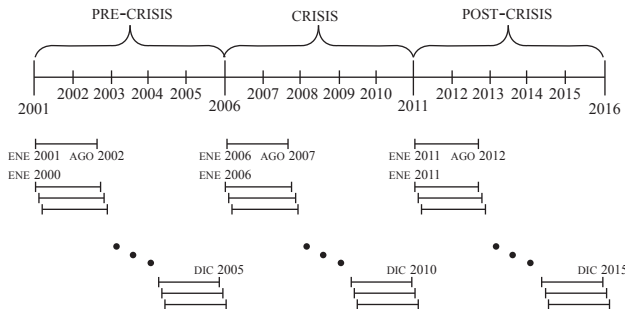 PRE–CRISIS CRISIS POST–CRISIS
2001 2002 2003 2004 2005 2006 2007 2008 2009 2010 2011 2012 2013 2014 2015 2016
ENE 2001 AGO 2002 ENE 2006 AGO 2007 ENE 2011 AGO 2012
ENE 2000 ENE 2006 ENE 2011
DIC 2005 DIC 2010 DIC 2015